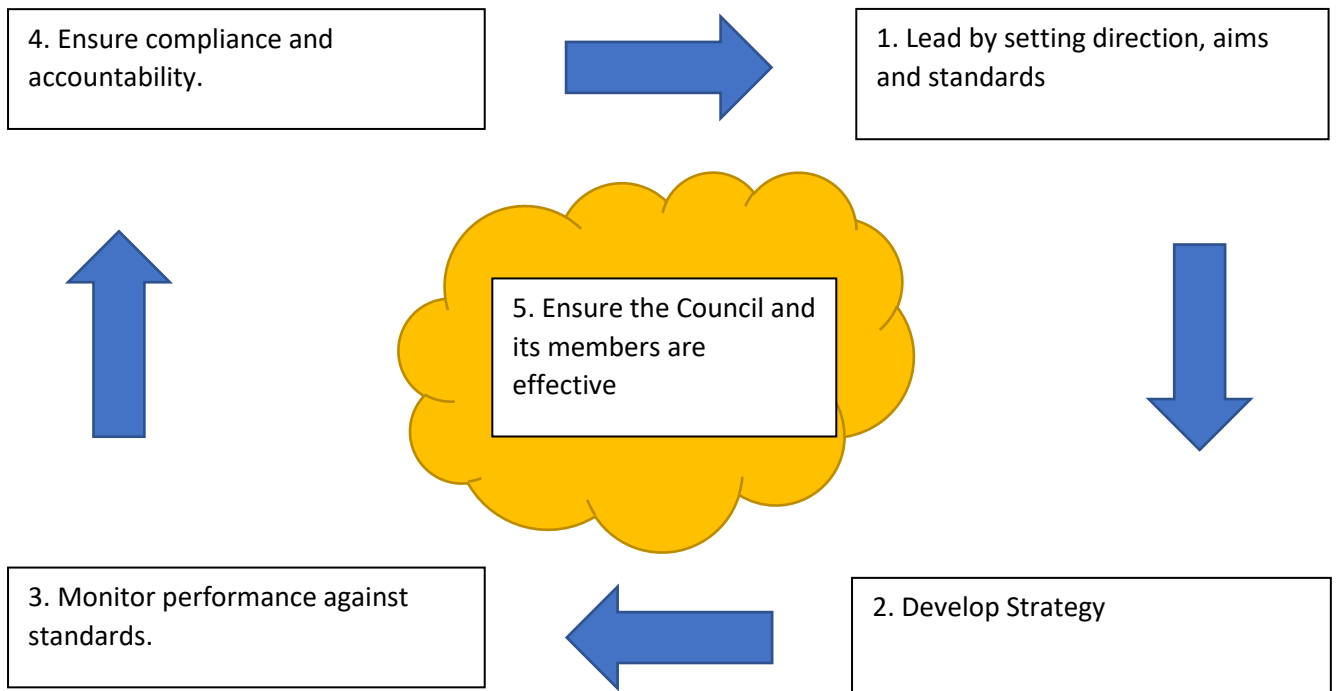 4. Ensure compliance and
accountability.
1. Lead by setting direction, aims
and standards
5. Ensure the Council and
its members are
effective
3. Monitor performance against
standards.
2. Develop Strategy